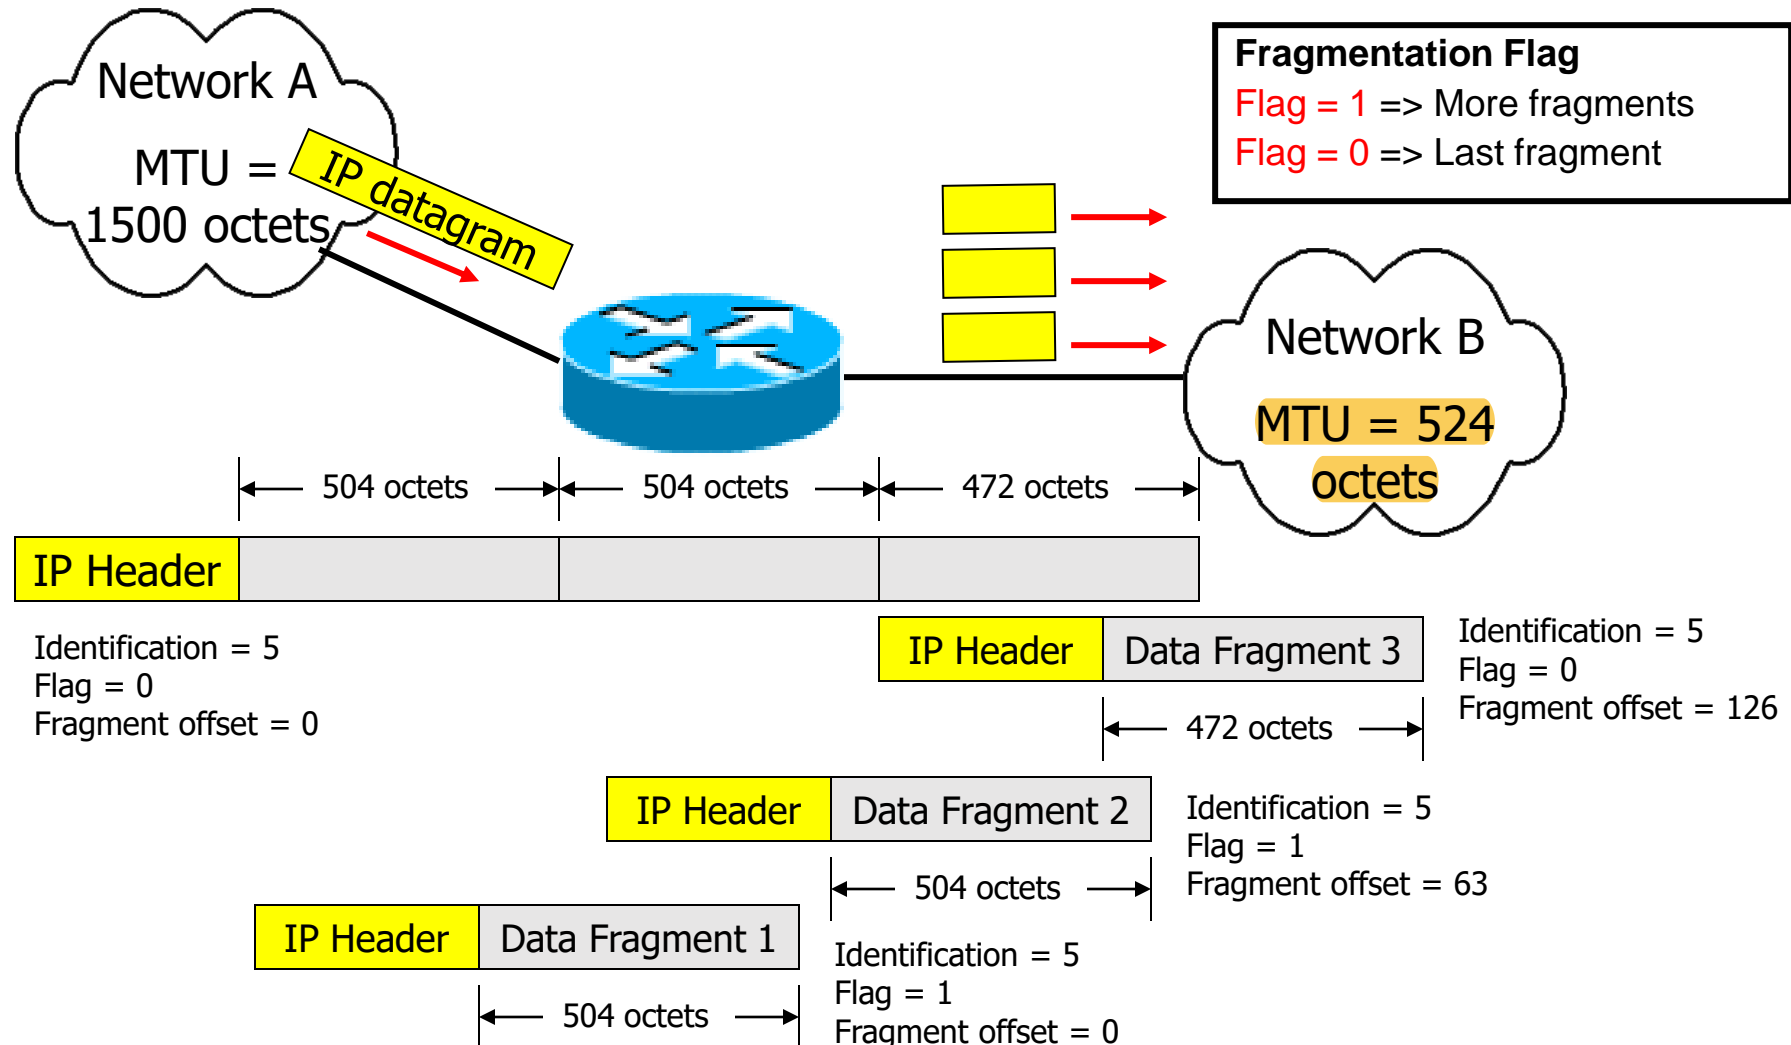 Network A
MTU =
1500 octets
IP datagram
Fragmentation Flag
Flag = 1 => More fragments
Flag = 0 => Last fragment
Network B
MTU = 524
octets
504 octets
504 octets
472 octets
IP Header
Identification = 5
Flag = 0
Fragment offset = 0
IP Header
Data Fragment 3
472 octets
Identification = 5
Flag = 0
Fragment offset = 126
IP Header
Data Fragment 2
504 octets
Identification = 5
Flag = 1
Fragment offset = 63
IP Header
Data Fragment 1
504 octets
Identification = 5
Flag = 1
Fragment offset = 0